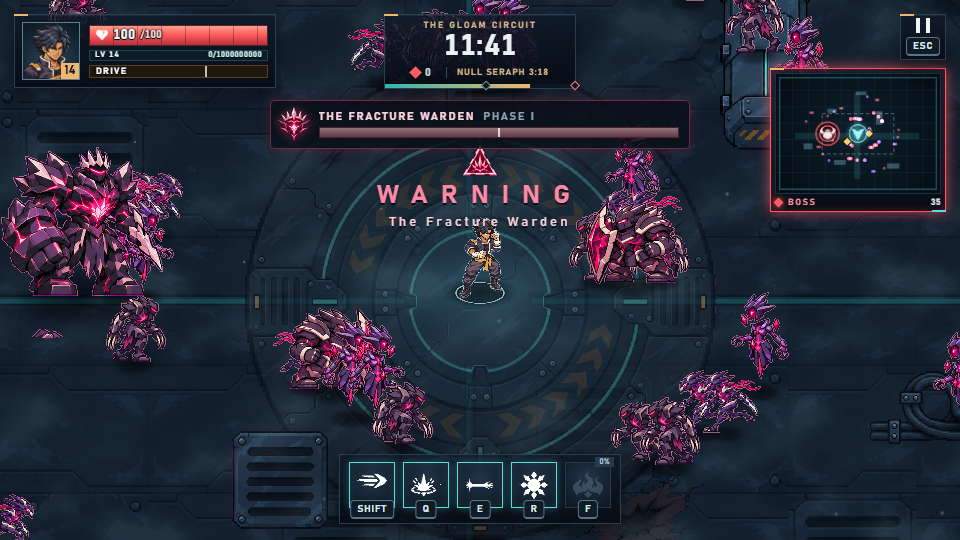 100 /100
LV 14
0/1000000000
DRIVE
14
THE GLOAM CIRCUIT
11:41
0
NULL SERAPH 3:18
ESC
THE FRACTURE WARDEN PHASE I
WARNING
The Fracture Warden
BOSS
35
0%
SHIFT
Q
E
R
F